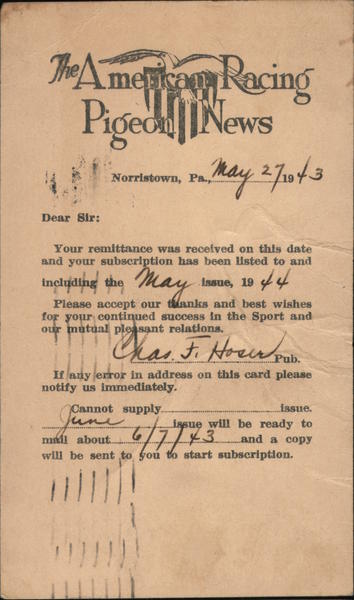 The American Racing
Pigeon News
Norristown, Pa., May 27 1943
Dear Sir:
Your remittance was received on this date
and your subscription has been listed to and
including the May issue, 1944
Please accept our thanks and best wishes
for your continued success in the Sport and
our mutual pleasant relations.
Chas. F. Hoser Pub.
If any error in address on this card please
notify us immediately.
Cannot supply issue.
June issue will be ready to
mail about 6/7/43 and a copy
will be sent to you to start subscription.